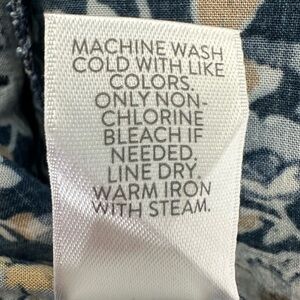 MACHINE WASH
COLD WITH LIKE
COLORS.
ONLY NON-
CHLORINE
BLEACH IF
NEEDED.
LINE DRY.
WARM IRON
WITH STEAM.